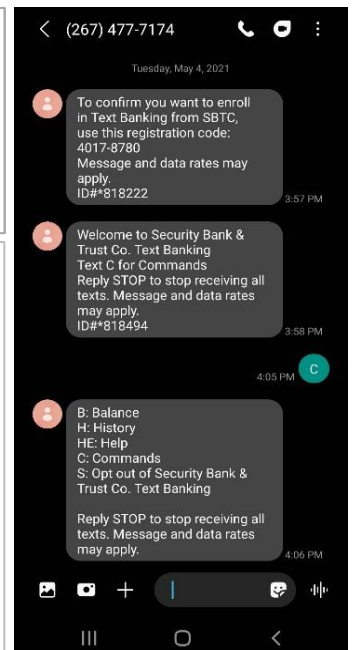 (267) 477-7174
Tuesday, May 4, 2021
To confirm you want to enroll
in Text Banking from SBTC,
use this registration code:
4017-8780
Message and data rates may
apply.
ID#*818222
3:57 PM
Welcome to Security Bank &
Trust Co. Text Banking
Text C for Commands
Reply STOP to stop receiving all
texts. Message and data rates
may apply.
ID#*818494
3:58 PM
4:05 PM C
B: Balance
H: History
HE: Help
C: Commands
S: Opt out of Security Bank &
Trust Co. Text Banking
Reply STOP to stop receiving all
texts. Message and data rates
may apply.
4:06 PM